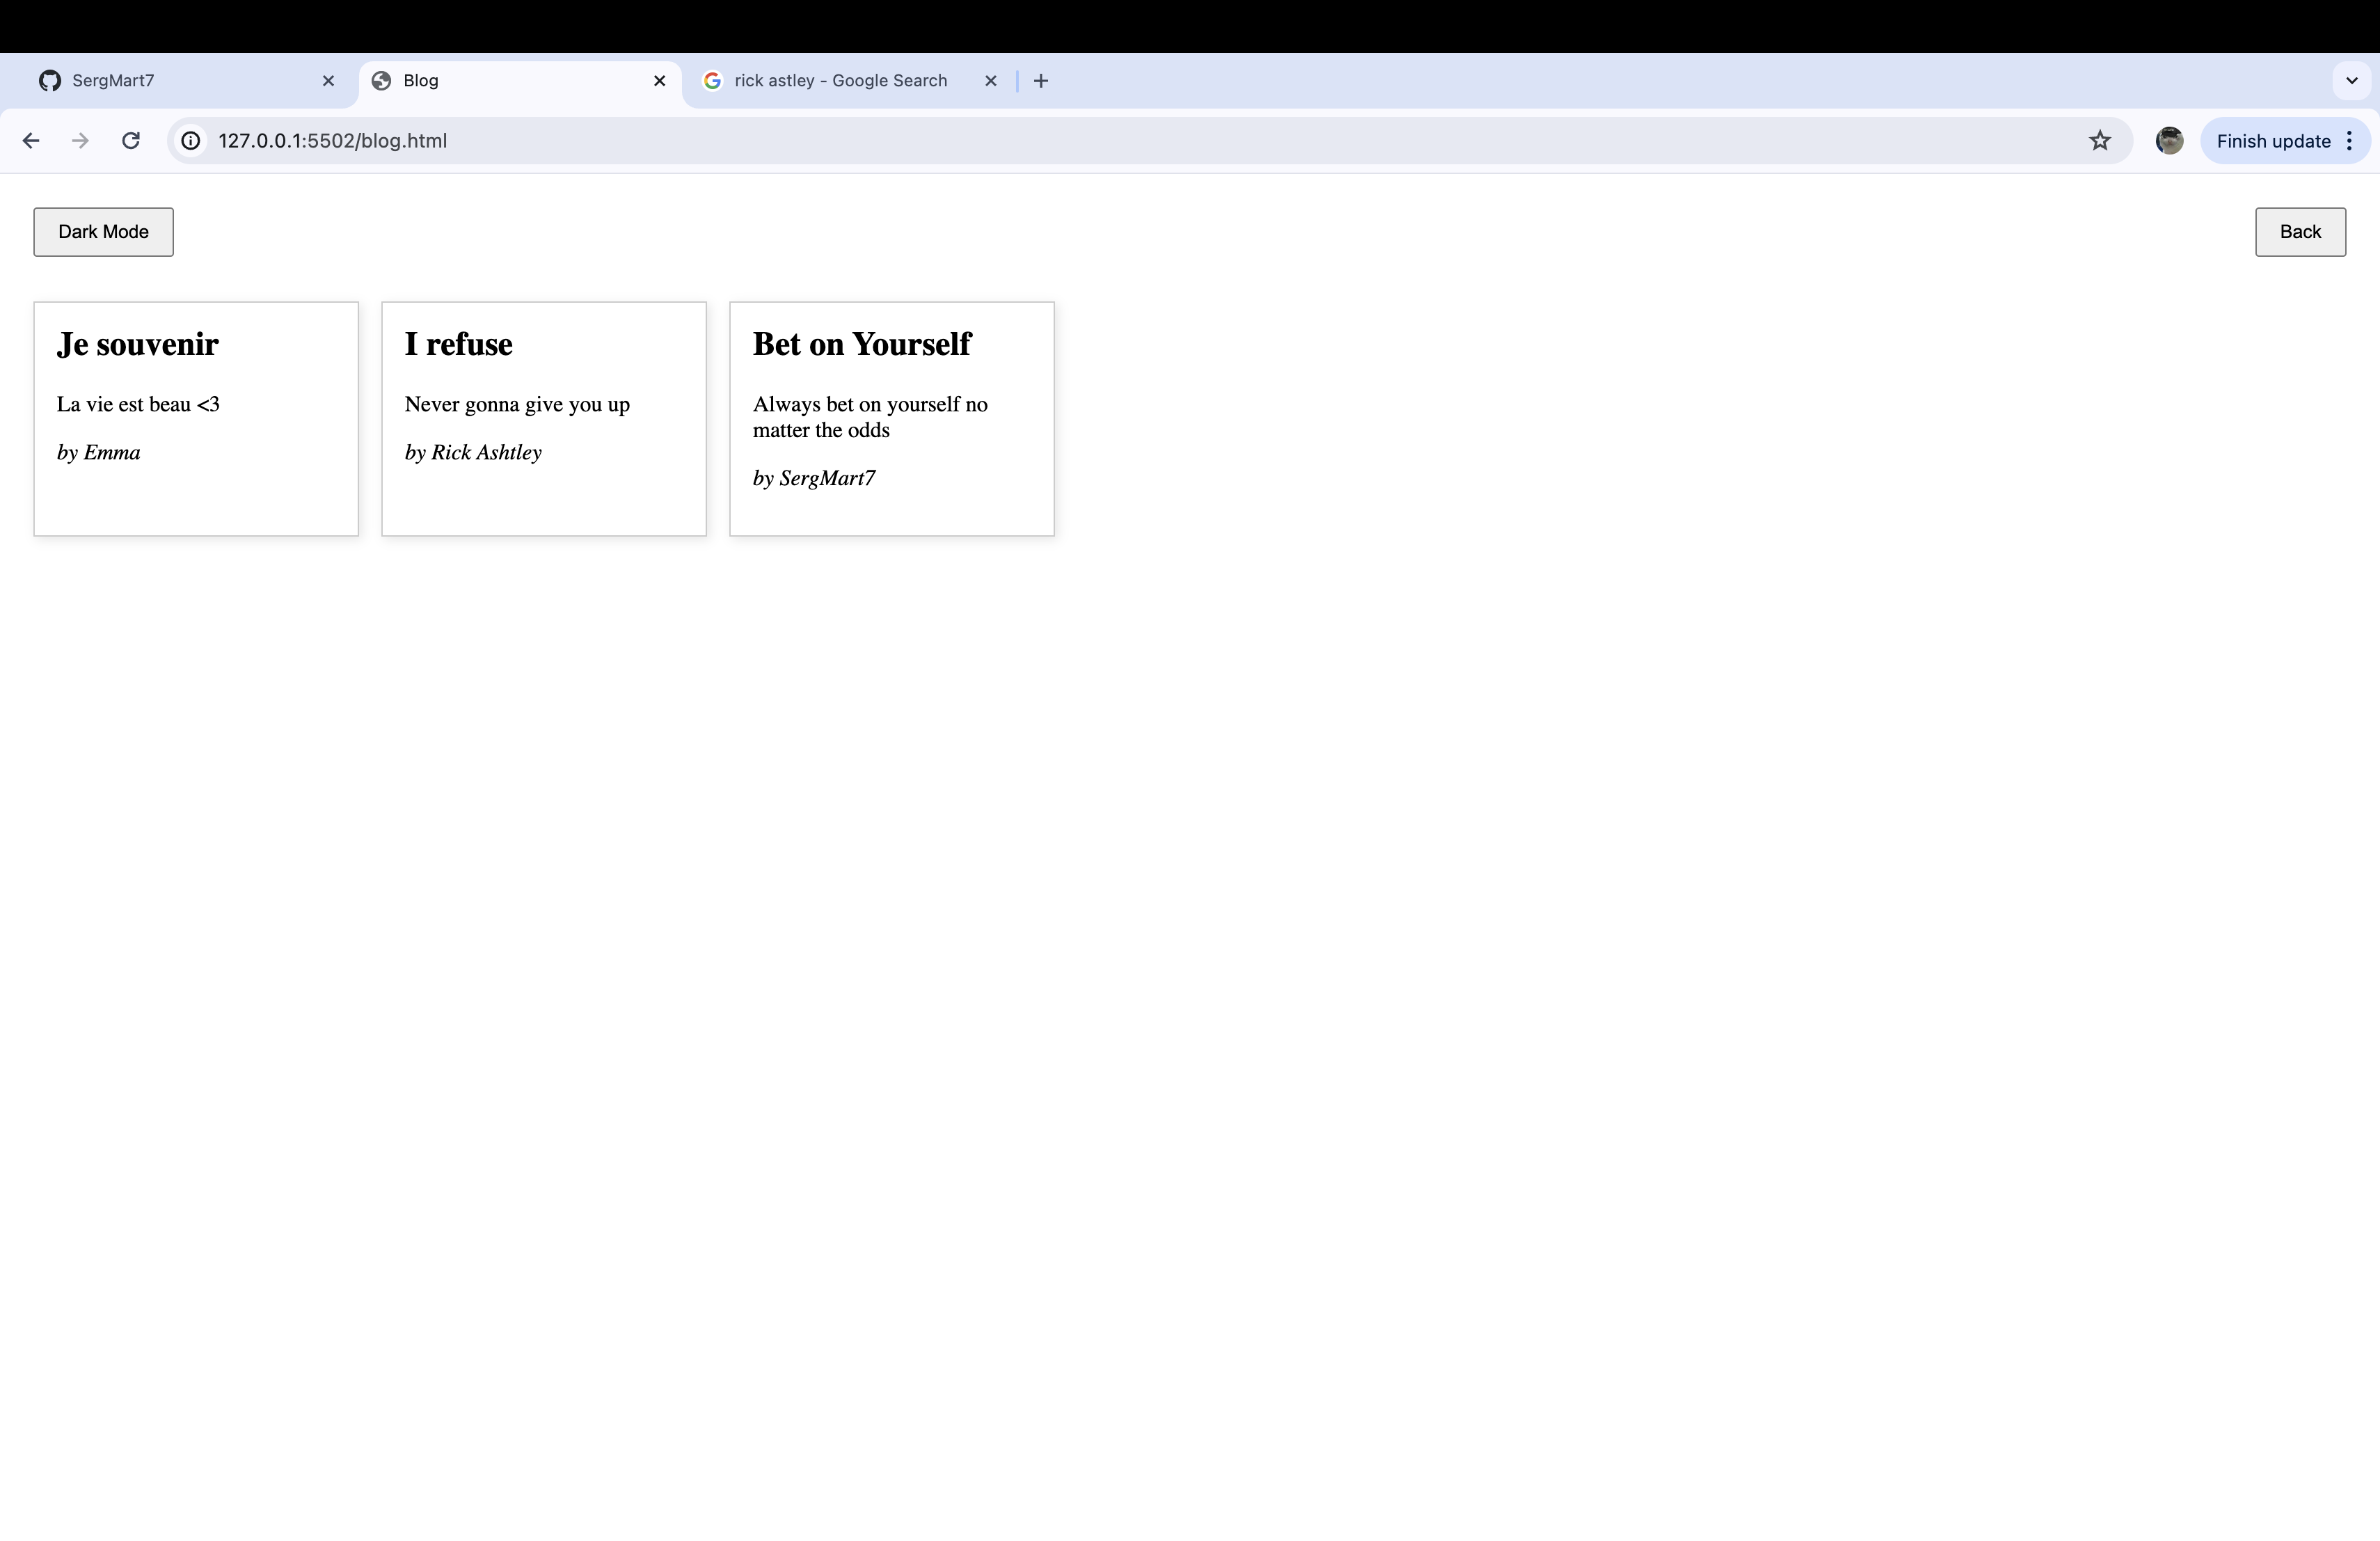 SergMart7
Blog
rick astley - Google Search
127.0.0.1:5502/blog.html
Finish update
Dark Mode
Back
Je souvenir
La vie est beau <3
by Emma
I refuse
Never gonna give you up
by Rick Ashtley
Bet on Yourself
Always bet on yourself no
matter the odds
by SergMart7